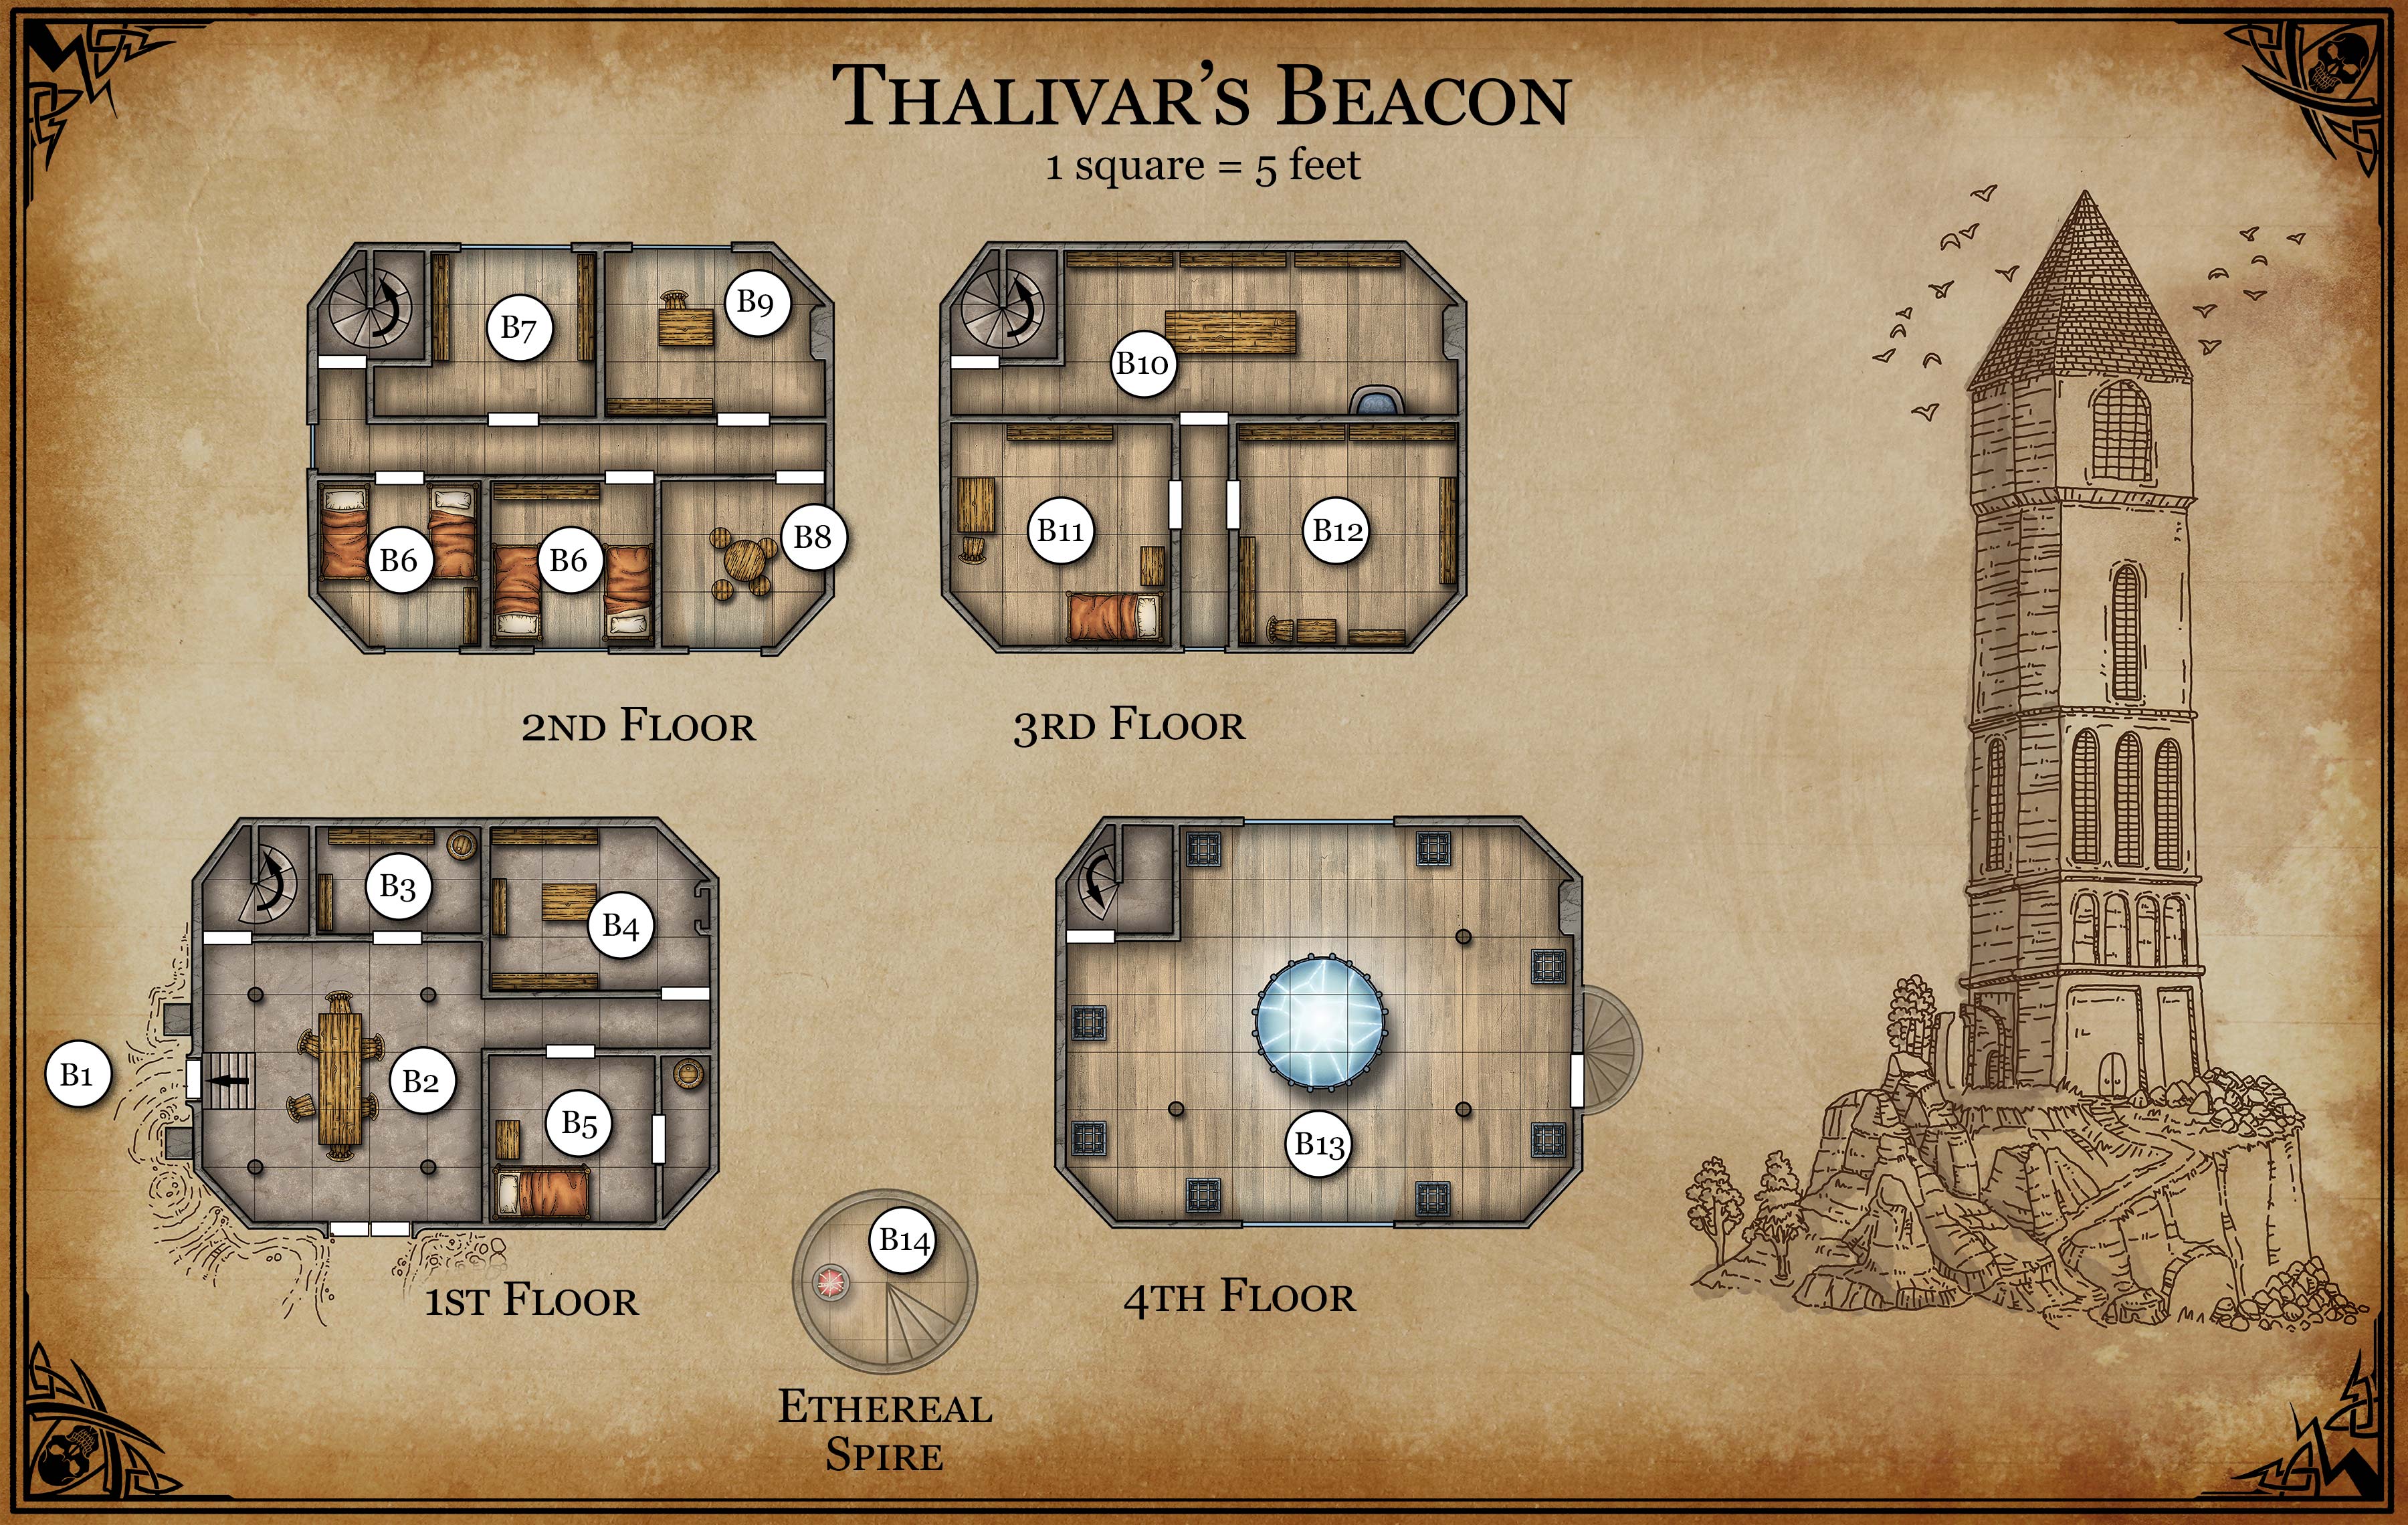 Thalivar's Beacon
1 square = 5 feet
B7
B9
B6
B6
B8
2nd Floor
B10
B11
B12
3rd Floor
B1
B2
B3
B4
B5
1st Floor
B14
Ethereal
Spire
B13
4th Floor